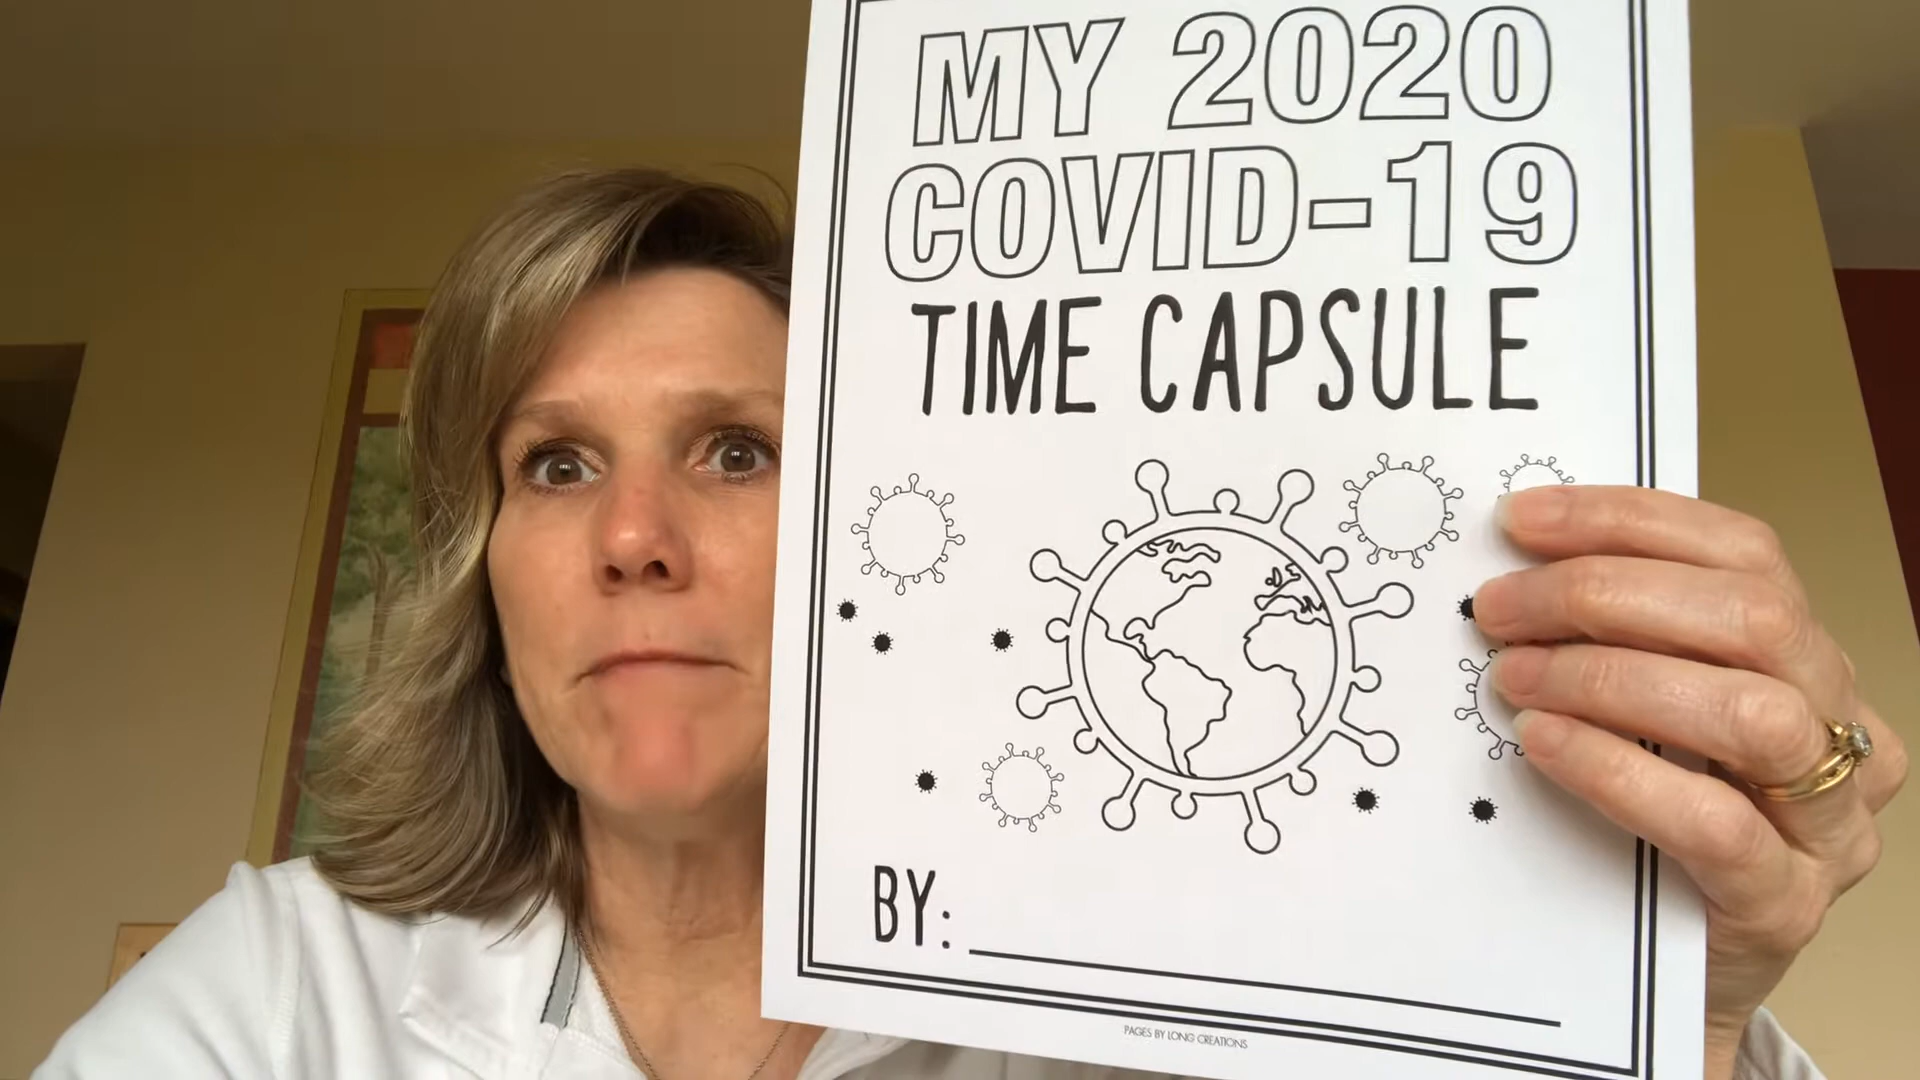 MY 2020
COVID-19
TIME CAPSULE
BY:
PAGES BY LONG CREATIONS